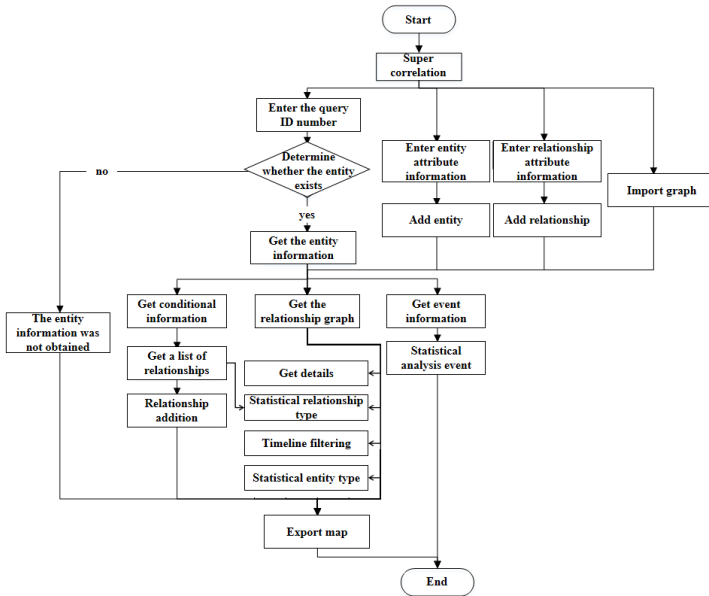 Start
Super
correlation
Enter the query
ID number
Determine
whether the entity
exists
no
yes
Enter entity
attribute
information
Enter relationship
attribute
information
Import graph
Add entity
Add relationship
Get the entity
information
Get conditional
information
Get the
relationship graph
Get event
information
The entity
information was
not obtained
Get a list of
relationships
Statistical
analysis event
Get details
Relationship
addition
Statistical relationship
type
Timeline filtering
Statistical entity type
Export map
End